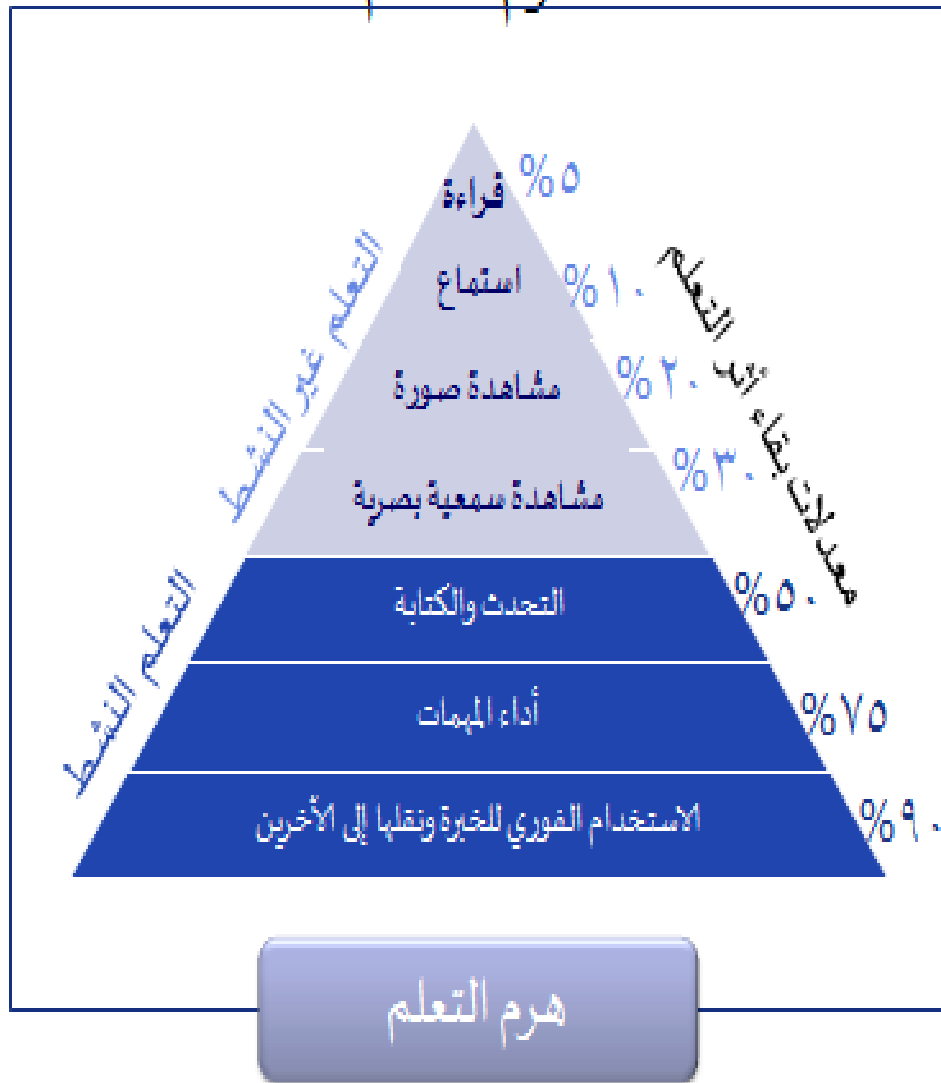 قراءة
%٥
استماع
%١٠
مشاهدة صورة
%٢٠
مشاهدة سمعية بصرية
%٣٠
التحدث والكتابة
%٥٠
أداء المهمات
%٧٥
الاستخدام الفوري للخبرة ونقلها إلى الأخرين
%٩٠
معدلات بقاء أثر التعلم
التعلم غير النشط
التعلم النشط
هرم التعلم